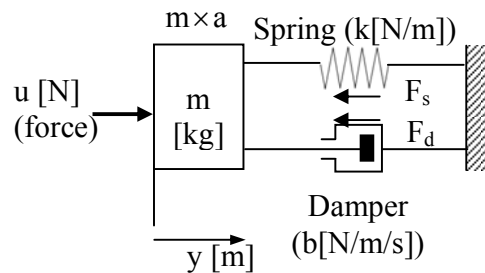 m×a
Spring (k[N/m])
u [N]
(force)
m
[kg]
F_s
F_d
Damper
(b[N/m/s])
y [m]